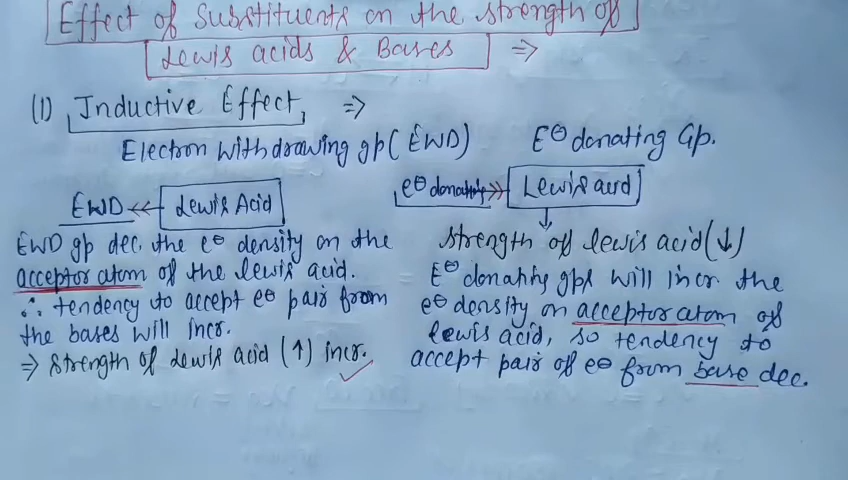 Effect of Substituents on the strength of
Lewis acids & Bases ⇒
(1) Inductive Effect, ⇒
Electron withdrawing gp (EWD)
E⊖ donating Gp.
EWD ↞ Lewis Acid
EWD gp dec. the e⊖ density on the
acceptor atom of the lewis acid.
∴ tendency to accept e⊖ pair from
the bases will incr.
⇒ Strength of Lewis acid (↑) incr.
e⊖ donating ↠ Lewis acid
↓
strength of lewis acid (↓)
E⊖ donating gps will incr the
e⊖ density on acceptor atom of
lewis acid, so tendency to
accept pair of e⊖ from base dec.